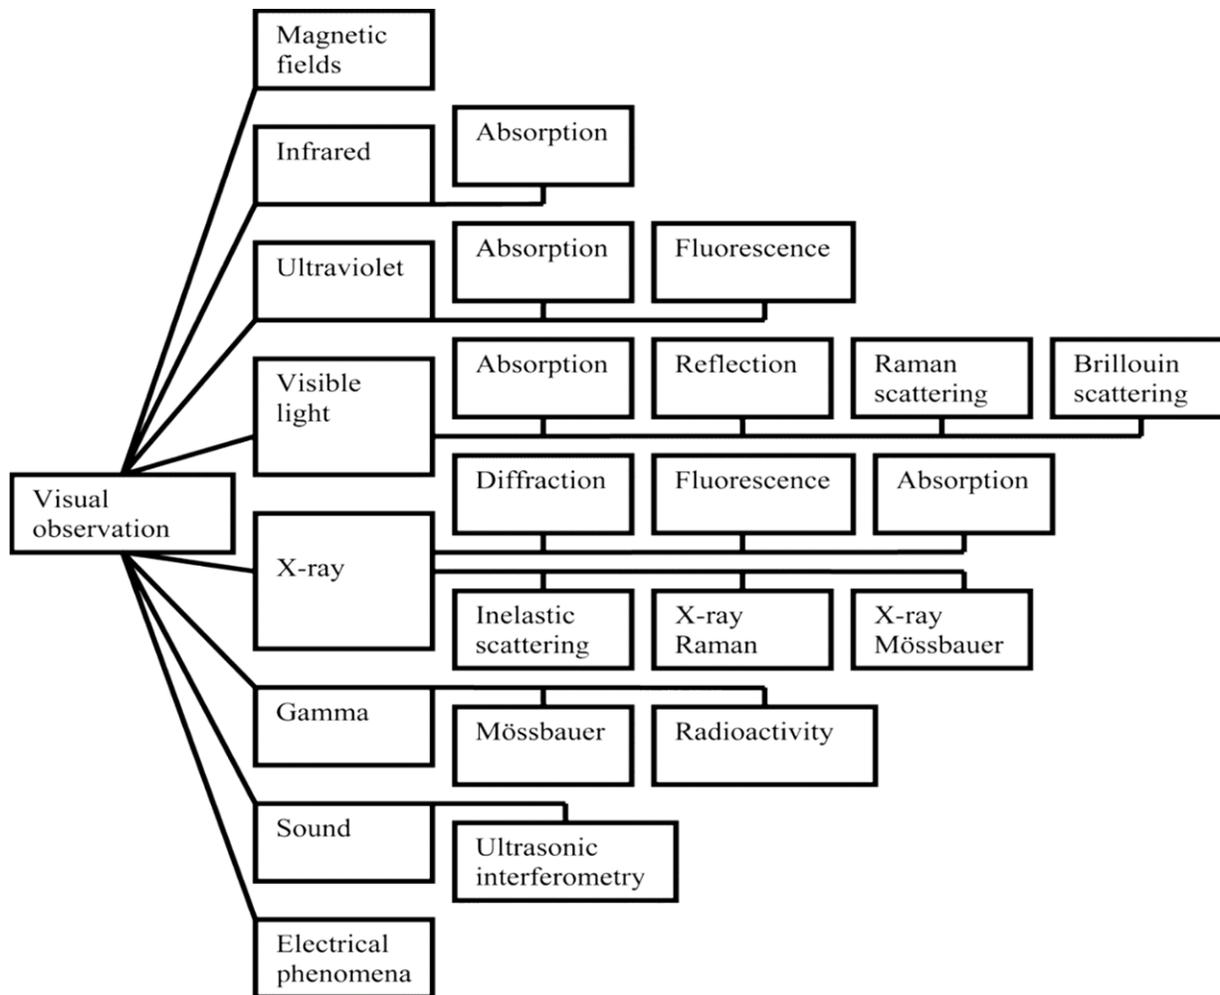 Magnetic
fields
Infrared
Absorption
Ultraviolet
Absorption
Fluorescence
Visible
light
Absorption
Reflection
Raman
scattering
Brillouin
scattering
Visual
observation
X-ray
Diffraction
Fluorescence
Absorption
Inelastic
scattering
X-ray
Raman
X-ray
Mössbauer
Gamma
Mössbauer
Radioactivity
Sound
Ultrasonic
interferometry
Electrical
phenomena